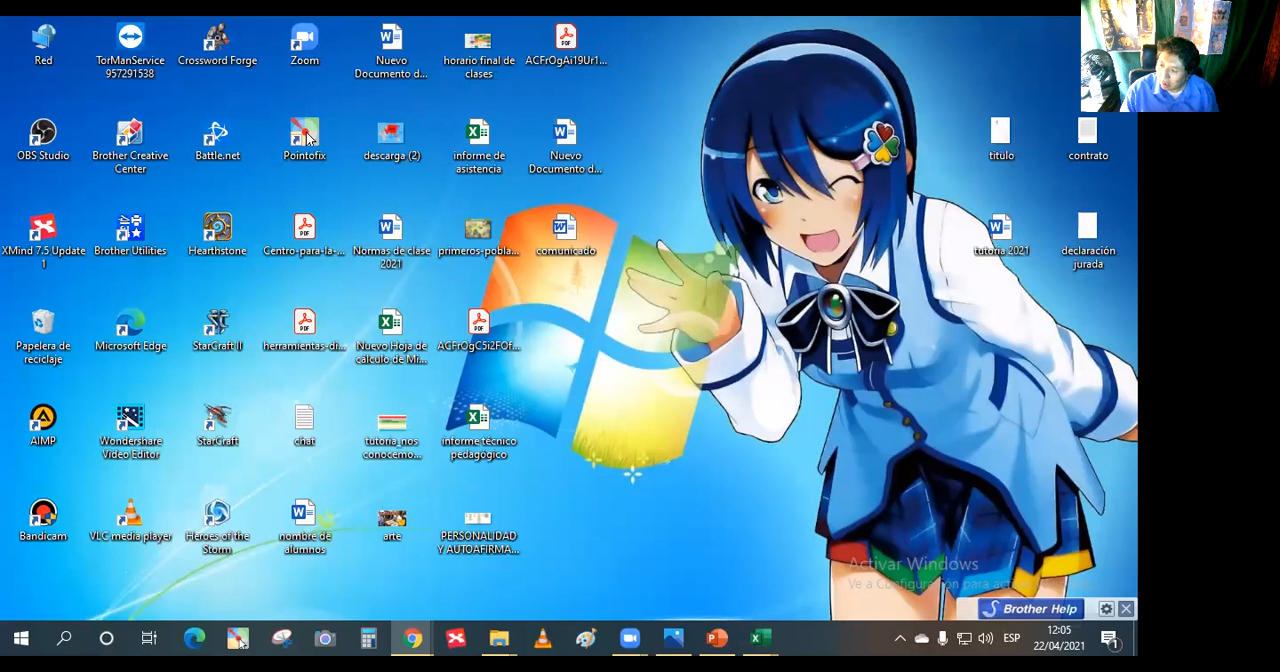 Red
TorManService
957291538
Crossword Forge
Zoom
Nuevo
Documento d...
horario final de
clases
ACFrOgAi19Ur1...
OBS Studio
Brother Creative
Center
Battle.net
Pointofix
descarga (2)
informe de
asistencia
Nuevo
Documento d...
titulo
contrato
XMind 7.5 Update
1
Brother Utilities
Hearthstone
Centro-para-la-...
Normas de clase
2021
primeros-pobla...
comunicado
tutoria 2021
declaración
jurada
Papelera de
reciclaje
Microsoft Edge
StarCraft II
herramientas-di...
Nuevo Hoja de
cálculo de Mi...
ACFrOgC5i2FOf...
AIMP
Wondershare
Video Editor
StarCraft
chat
tutoria_nos
conocemo...
informe técnico
pedagógico
Bandicam
VLC media player
Heroes of the
Storm
nombre de
alumnos
arte
PERSONALIDAD
Y AUTOAFIRMA...
Activar Windows
Ve a Configuración para
Brother Help
ESP
12:05
22/04/2021
1